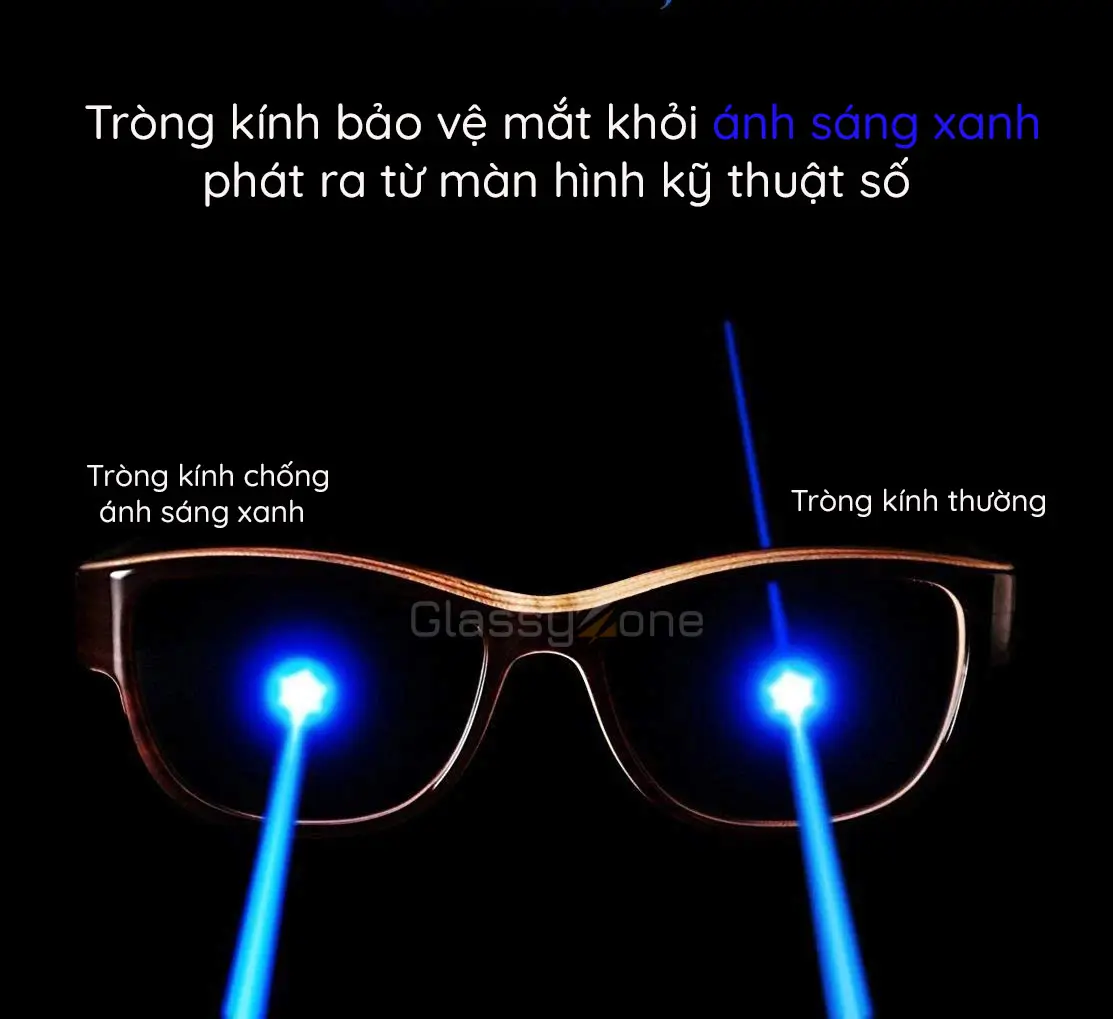 Tròng kính bảo vệ mắt khỏi ánh sáng xanh
phát ra từ màn hình kỹ thuật số
Tròng kính chống
ánh sáng xanh
Tròng kính thường
GlassyZone